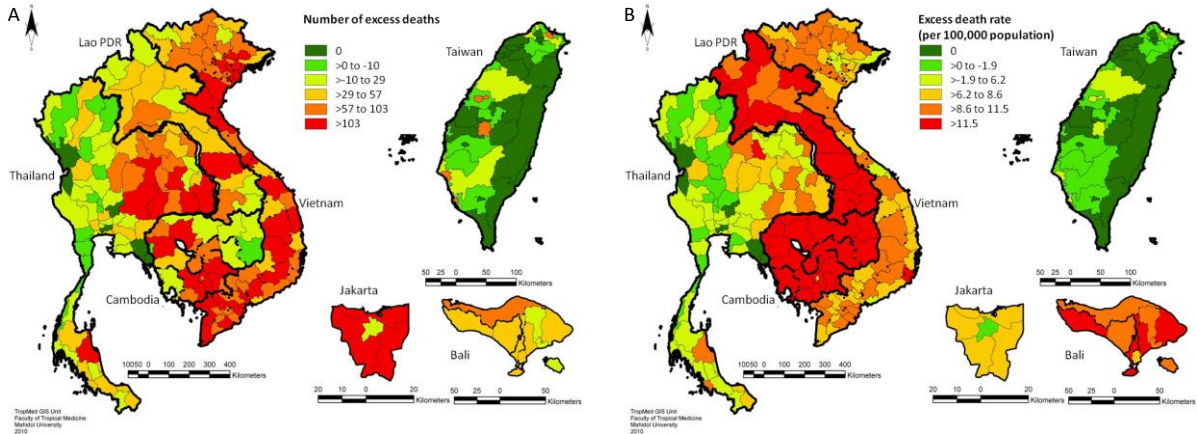 A
N
S
Lao PDR
Thailand
Cambodia
Vietnam
Number of excess deaths
0
>0 to -10
>-10 to 29
>29 to 57
>57 to 103
>103
Taiwan
50 25 0 50 100
Kilometers
Jakarta
Bali
10050 0 100 200 300 400
Kilometers
20 10 0 20
Kilometers
50 25 0 50
Kilometers
TropMed GIS Unit
Faculty of Tropical Medicine
Mahidol University
2010
B
N
S
Lao PDR
Thailand
Cambodia
Vietnam
Excess death rate
(per 100,000 population)
0
>0 to -1.9
>-1.9 to 6.2
>6.2 to 8.6
>8.6 to 11.5
>11.5
Taiwan
50 25 0 50 100
Kilometers
Jakarta
Bali
10050 0 100 200 300 400
Kilometers
20 10 0 20
Kilometers
50 25 0 50
Kilometers
TropMed GIS Unit
Faculty of Tropical Medicine
Mahidol University
2010